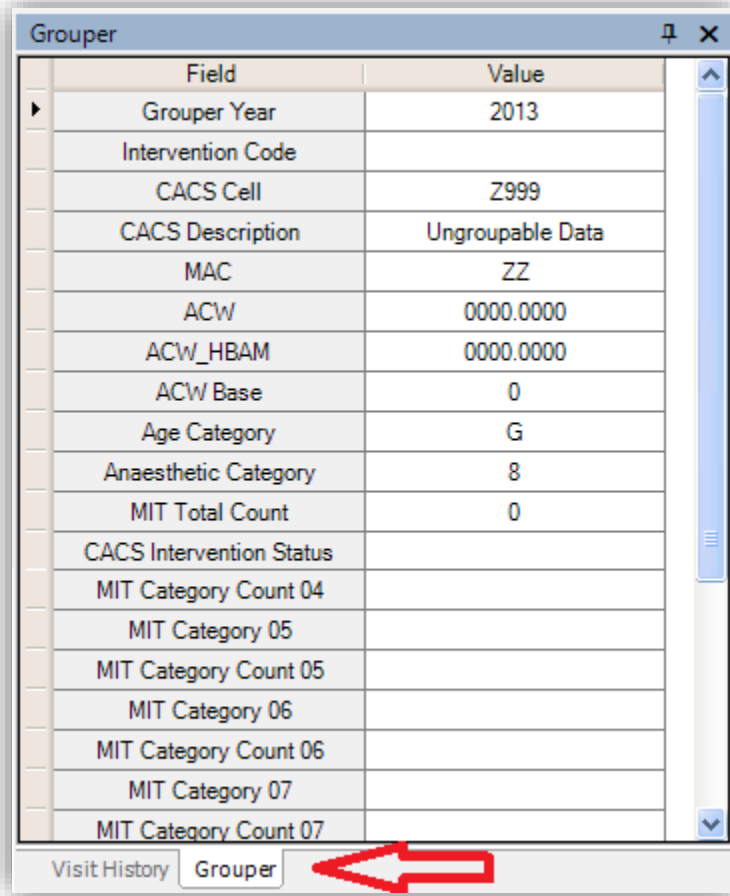 Grouper
Field Value
Grouper Year 2013
Intervention Code
CACS Cell Z999
CACS Description Ungroupable Data
MAC ZZ
ACW 0000.0000
ACW_HBAM 0000.0000
ACW Base 0
Age Category G
Anaesthetic Category 8
MIT Total Count 0
CACS Intervention Status
MIT Category Count 04
MIT Category 05
MIT Category Count 05
MIT Category 06
MIT Category Count 06
MIT Category 07
MIT Category Count 07
Visit History Grouper